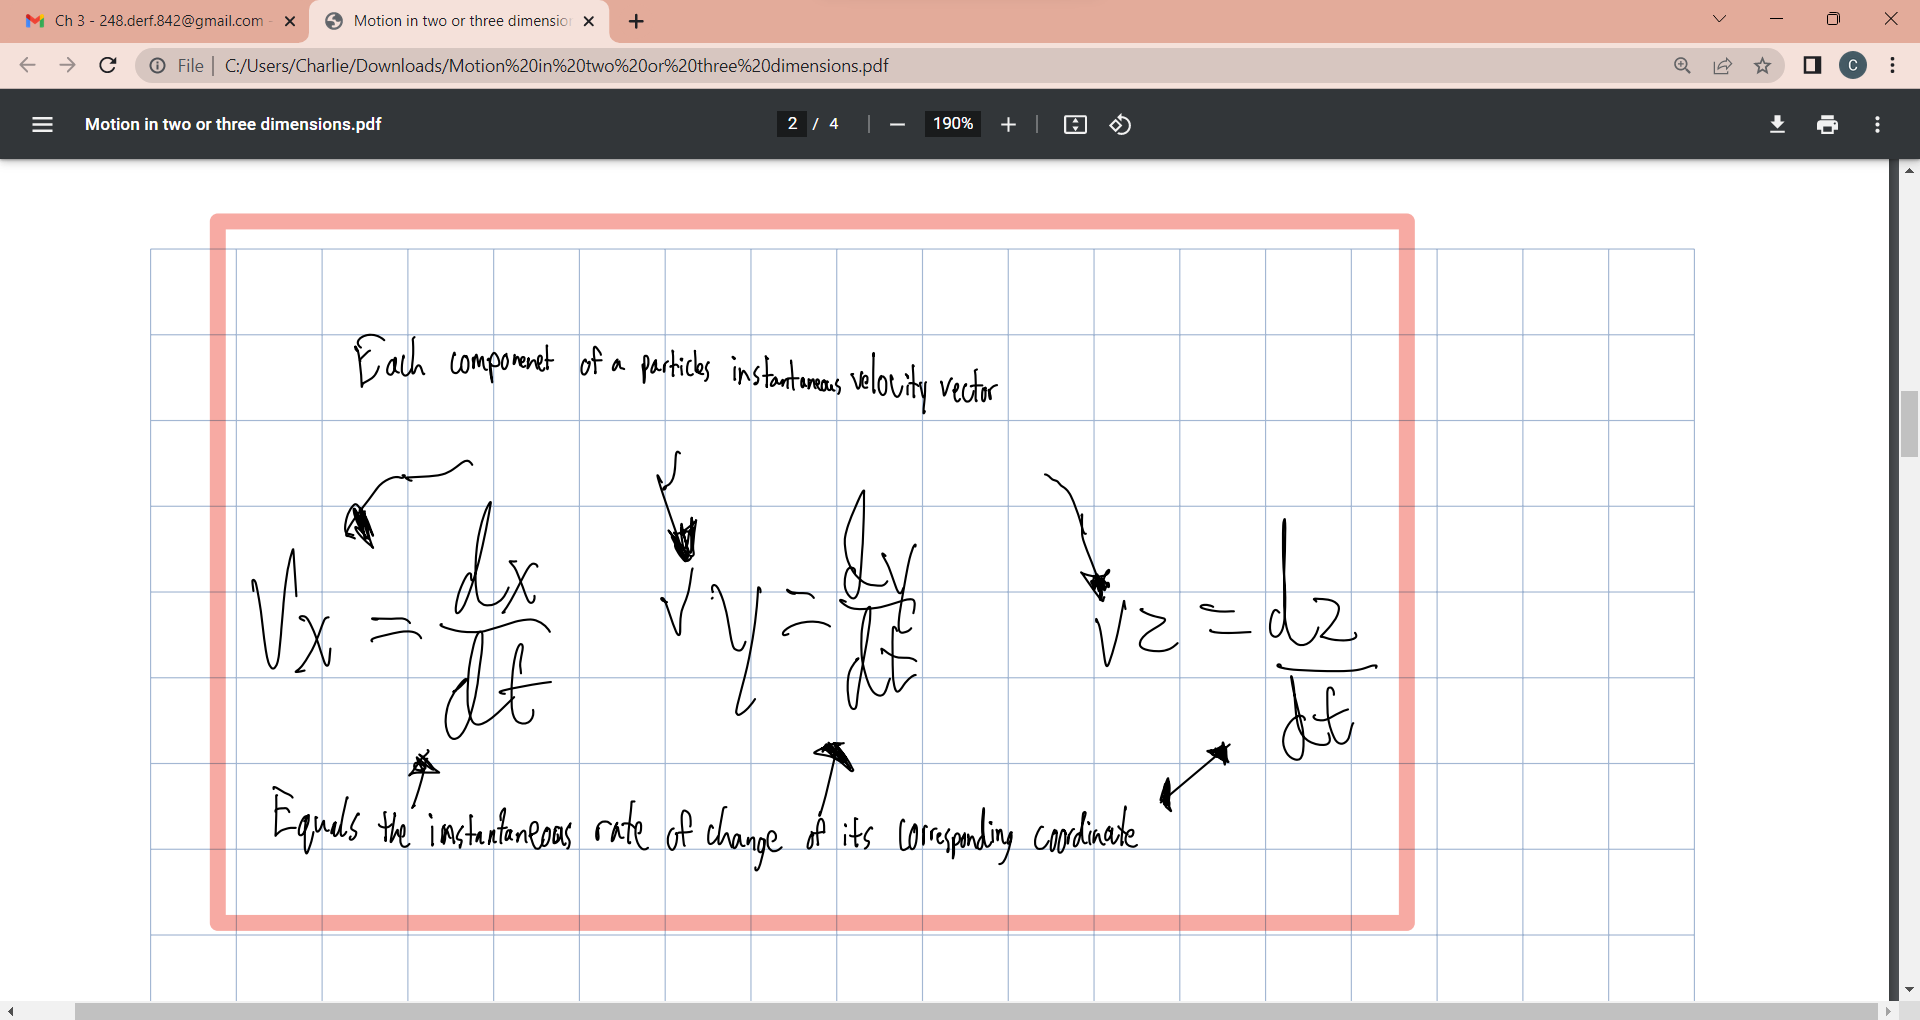 Ch 3 - 248.derf.842@gmail.com -
Motion in two or three dimension
File | C:/Users/Charlie/Downloads/Motion%20in%20two%20or%20three%20dimensions.pdf
C
Motion in two or three dimensions.pdf
2 / 4 | − 190% + |
Each componenet of a particles instantaneous velocity vector
Vx = dx/dt vy = dy/dt vz = dz/dt
Equals the instantaneous rate of change of its corresponding coordinate